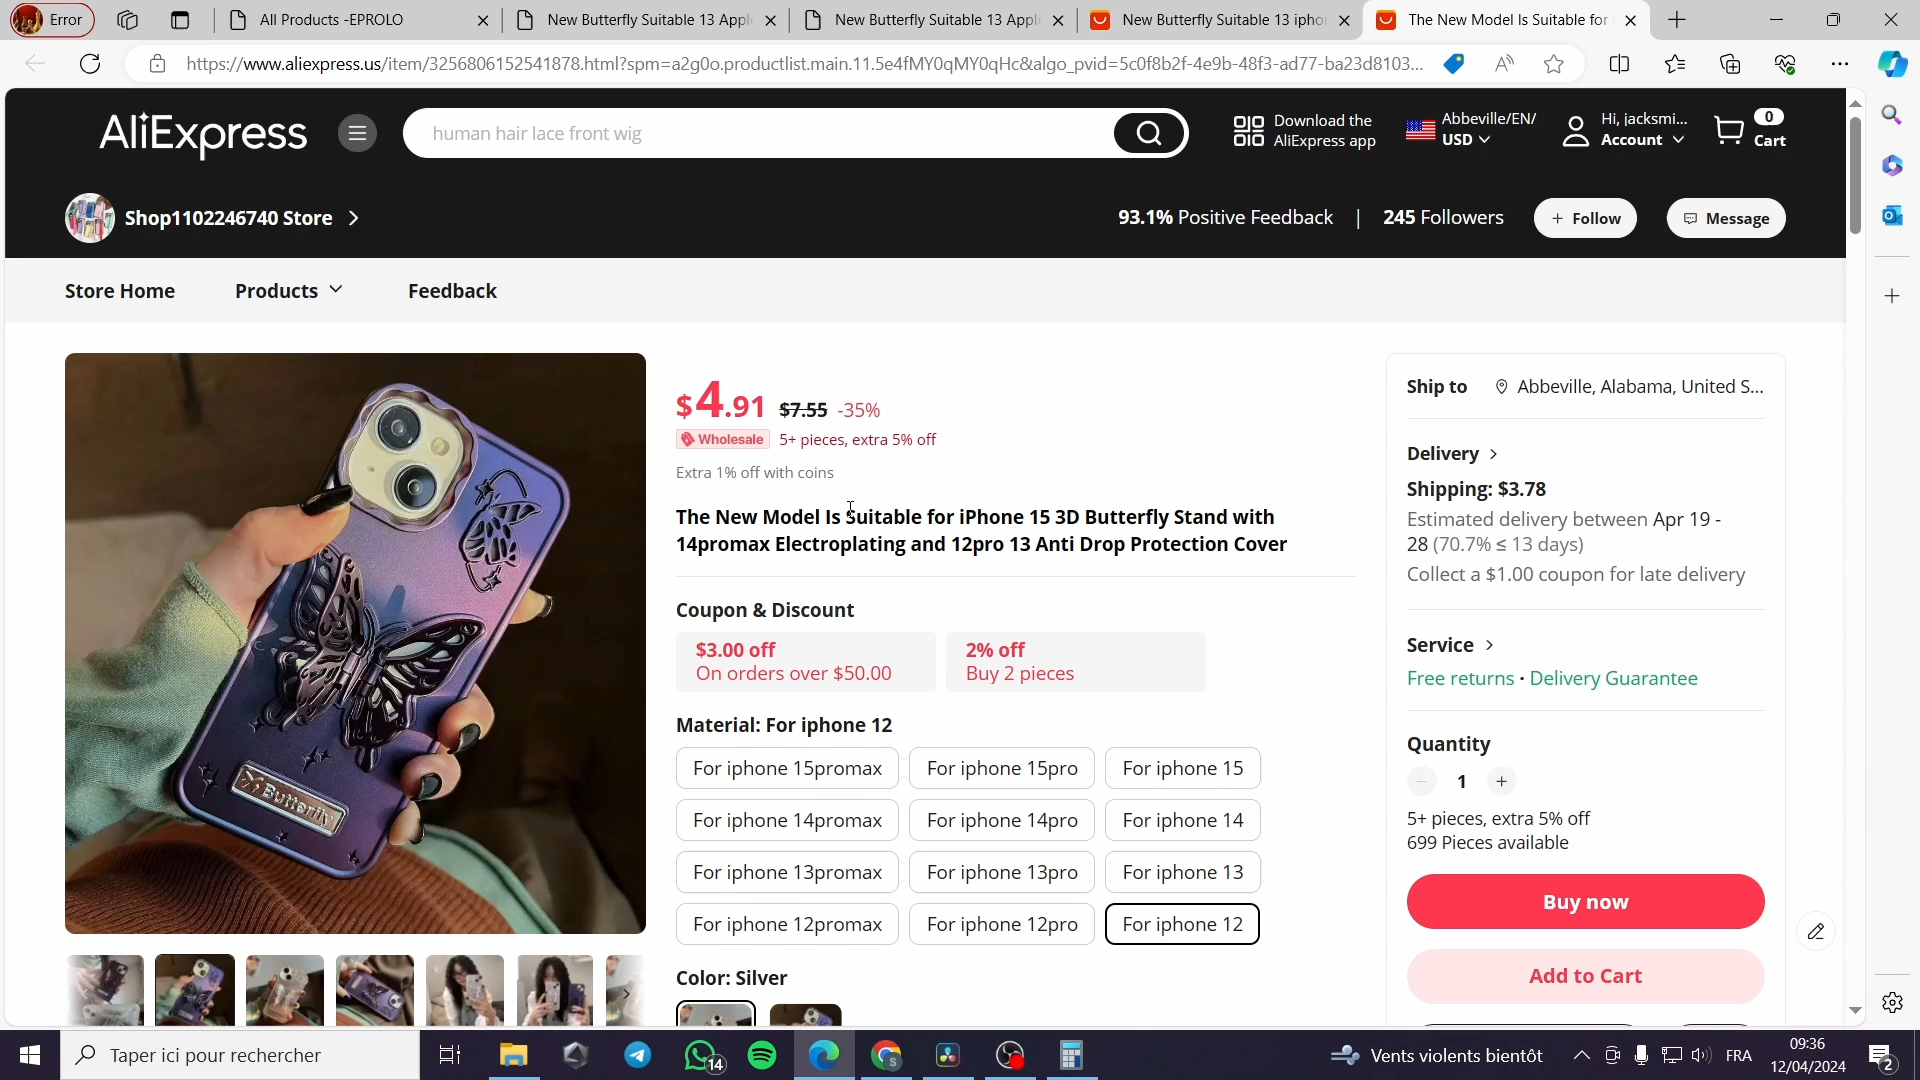 Error
All Products -EPROLO
New Butterfly Suitable 13 Appl
New Butterfly Suitable 13 Apple
New Butterfly Suitable 13 ipho
The New Model Is Suitable for
https://www.aliexpress.us/item/3256806152541878.html?spm=a2g0o.productlist.main.11.5e4fMY0qMY0qHc&algo_pvid=5c0f8b2f-4e9b-48f3-ad77-ba23d8103...
AliExpress
human hair lace front wig
Download the
AliExpress app
Abbeville/EN/
USD
Hi, jacksmi...
Account
0
Cart
Shop1102246740 Store
93.1% Positive Feedback | 245 Followers
+ Follow
Message
Store Home
Products
Feedback
$4.91 $7.55 -35%
Wholesale 5+ pieces, extra 5% off
Extra 1% off with coins
The New Model Is Suitable for iPhone 15 3D Butterfly Stand with
14promax Electroplating and 12pro 13 Anti Drop Protection Cover
Coupon & Discount
$3.00 off
On orders over $50.00
2% off
Buy 2 pieces
Material: For iphone 12
For iphone 15promax
For iphone 15pro
For iphone 15
For iphone 14promax
For iphone 14pro
For iphone 14
For iphone 13promax
For iphone 13pro
For iphone 13
For iphone 12promax
For iphone 12pro
For iphone 12
Color: Silver
Butterfly
Ship to
Abbeville, Alabama, United S...
Delivery
Shipping: $3.78
Estimated delivery between Apr 19 -
28 (70.7% ≤ 13 days)
Collect a $1.00 coupon for late delivery
Service
Free returns · Delivery Guarantee
Quantity
− 1 +
5+ pieces, extra 5% off
699 Pieces available
Buy now
Add to Cart
Taper ici pour rechercher
14
Vents violents bientôt
FRA
09:36
12/04/2024
2